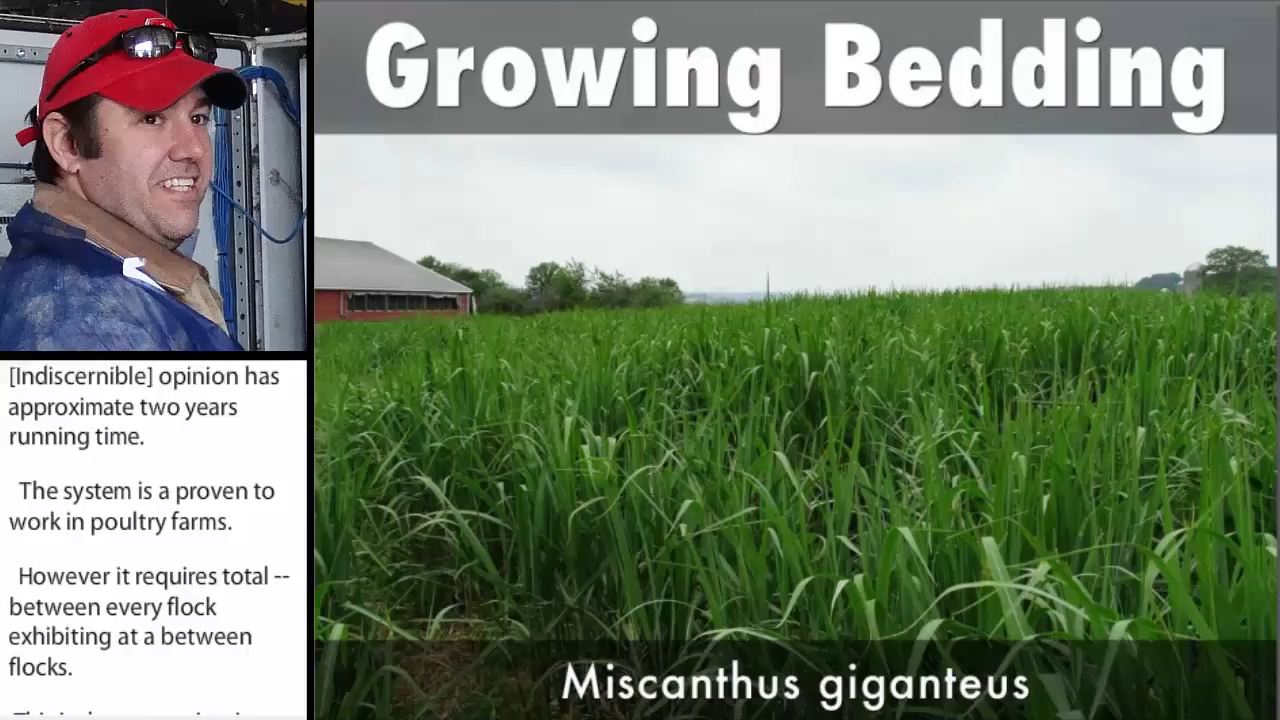 Growing Bedding
[Indiscernible] opinion has
approximate two years
running time.
The system is a proven to
work in poultry farms.
However it requires total --
between every flock
exhibiting at a between
flocks.
Miscanthus giganteus